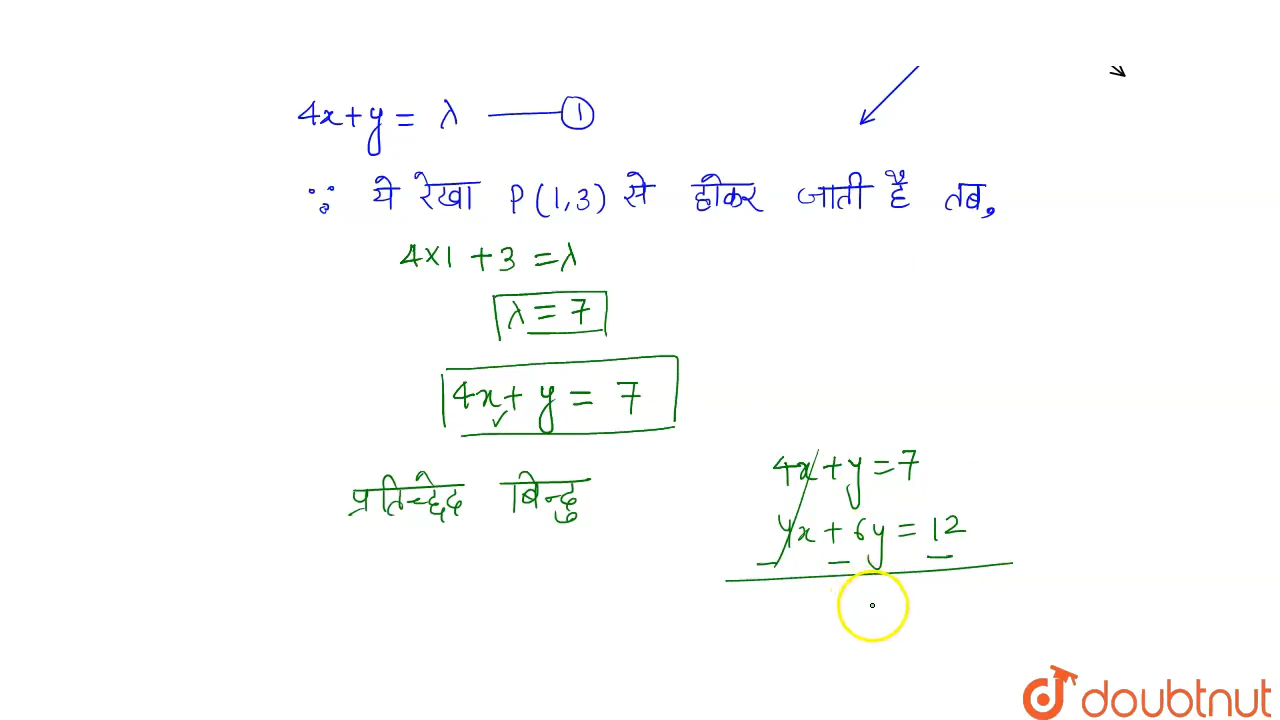 4x+y = λ ——— ①
∵ ये रेखा P(1,3) से होकर जाती है तब,
4×1 + 3 = λ
λ = 7
4x+ y = 7
प्रतिच्छेद बिन्दु
4x+y=7
4x+6y=12
doubtnut